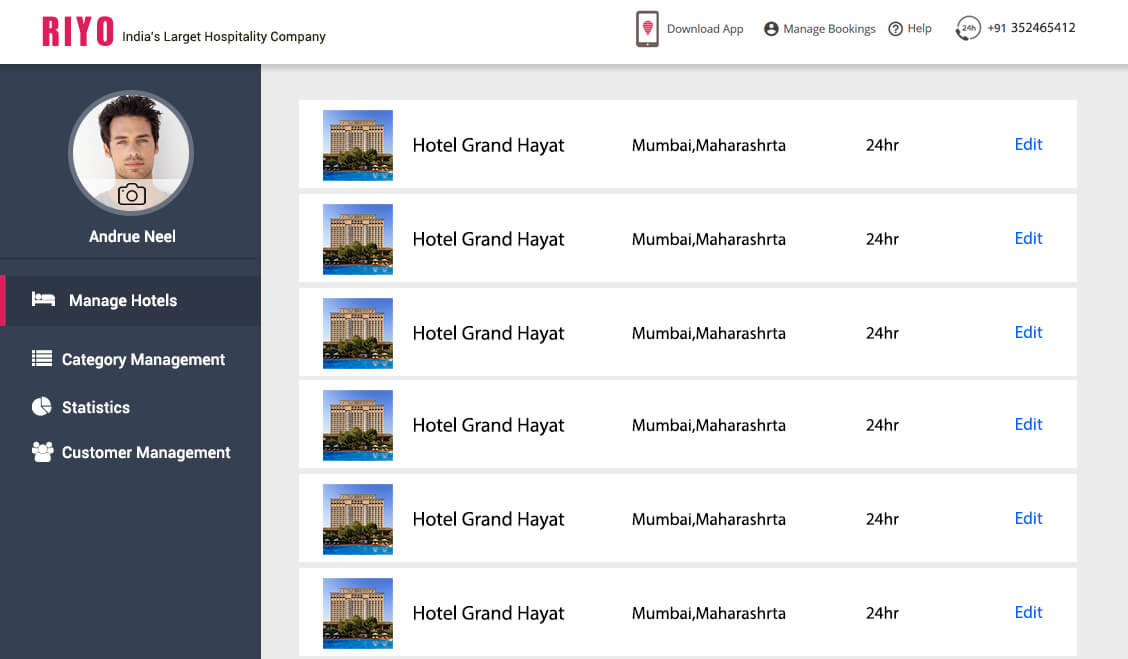 RIYO India's Larget Hospitality Company
Download App Manage Bookings Help 24h +91 352465412
Andrue Neel
Manage Hotels
Category Management
Statistics
Customer Management
Hotel Grand Hayat Mumbai,Maharashrta 24hr Edit
Hotel Grand Hayat Mumbai,Maharashrta 24hr Edit
Hotel Grand Hayat Mumbai,Maharashrta 24hr Edit
Hotel Grand Hayat Mumbai,Maharashrta 24hr Edit
Hotel Grand Hayat Mumbai,Maharashrta 24hr Edit
Hotel Grand Hayat Mumbai,Maharashrta 24hr Edit